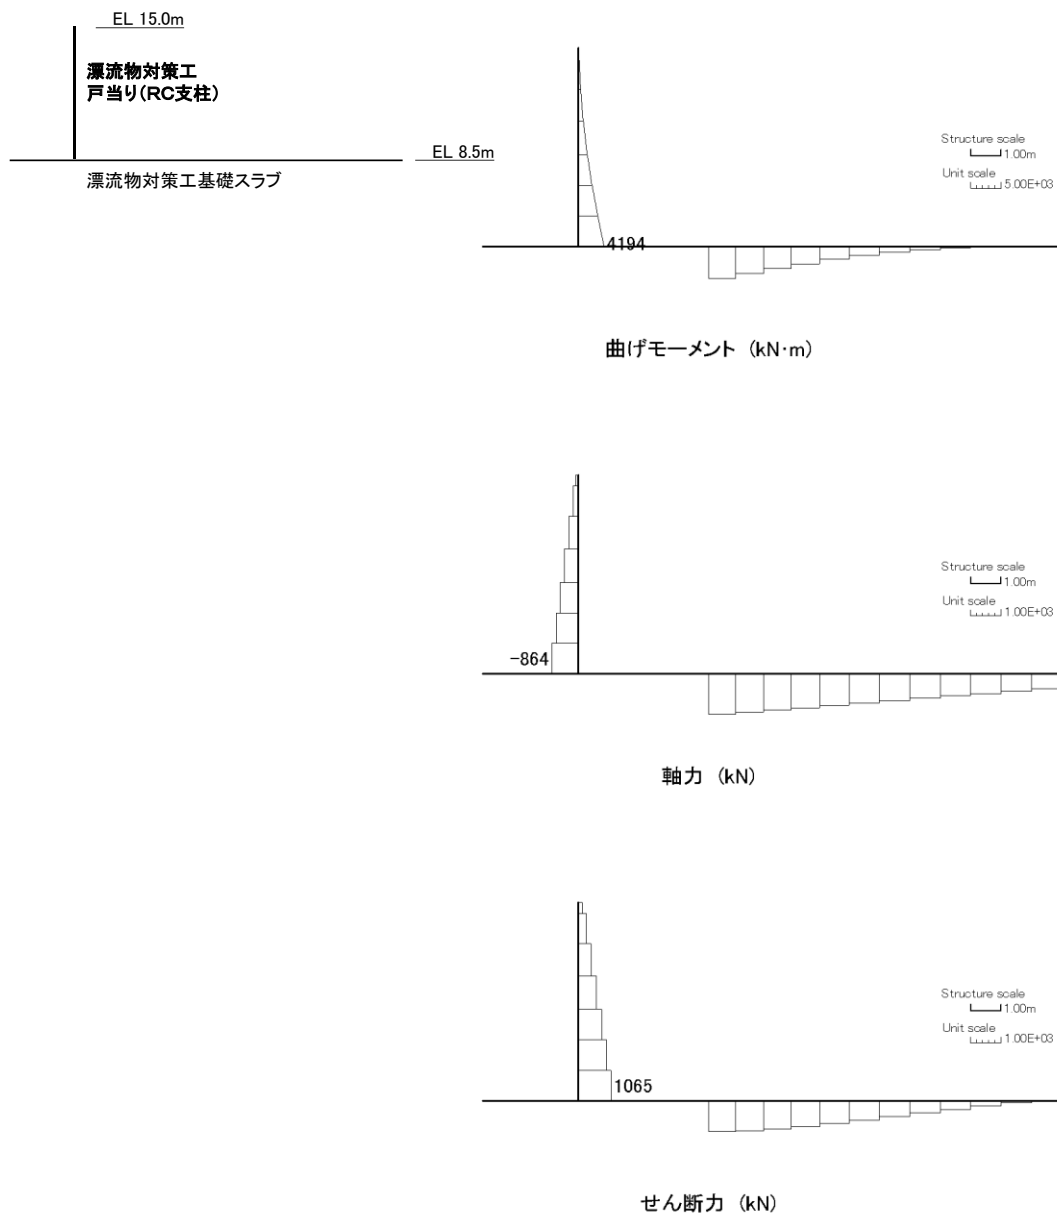 EL 15.0m
漂流物対策工
戸当り(RC支柱)
EL 8.5m
漂流物対策工基礎スラブ
Structure scale
1.00m
Unit scale
5.00E+03
4194
曲げモーメント (kN·m)
Structure scale
1.00m
Unit scale
1.00E+03
-864
軸力 (kN)
Structure scale
1.00m
Unit scale
1.00E+03
1065
せん断力 (kN)